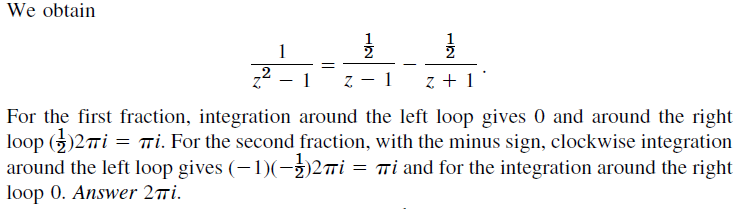 We obtain
1/(z² − 1) = ½/(z − 1) − ½/(z + 1).
For the first fraction, integration around the left loop gives 0 and around the right
loop (½)2πi = πi. For the second fraction, with the minus sign, clockwise integration
around the left loop gives (−1)(−½)2πi = πi and for the integration around the right
loop 0. Answer 2πi.